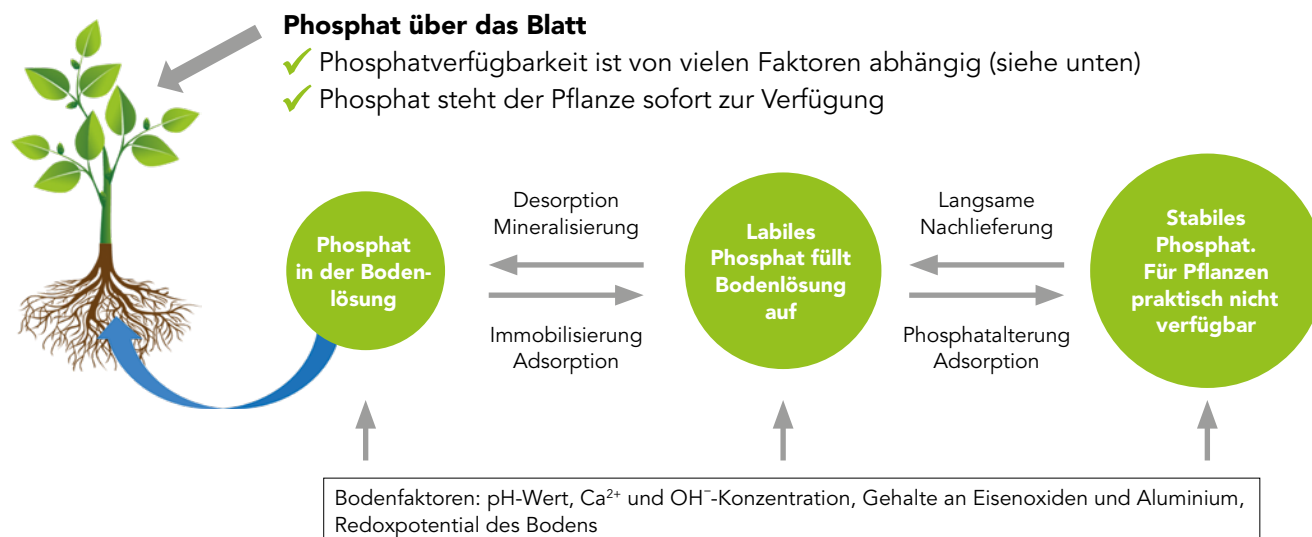 Phosphat über das Blatt
✓ Phosphatverfügbarkeit ist von vielen Faktoren abhängig (siehe unten)
✓ Phosphat steht der Pflanze sofort zur Verfügung
Phosphat
in der Boden-
lösung
Desorption
Mineralisierung
Immobilisierung
Adsorption
Labiles
Phosphat füllt
Bodenlösung
auf
Langsame
Nachlieferung
Phosphatalterung
Adsorption
Stabiles
Phosphat.
Für Pflanzen
praktisch nicht
verfügbar
Bodenfaktoren: pH-Wert, Ca²⁺ und OH⁻-Konzentration, Gehalte an Eisenoxiden und Aluminium,
Redoxpotential des Bodens